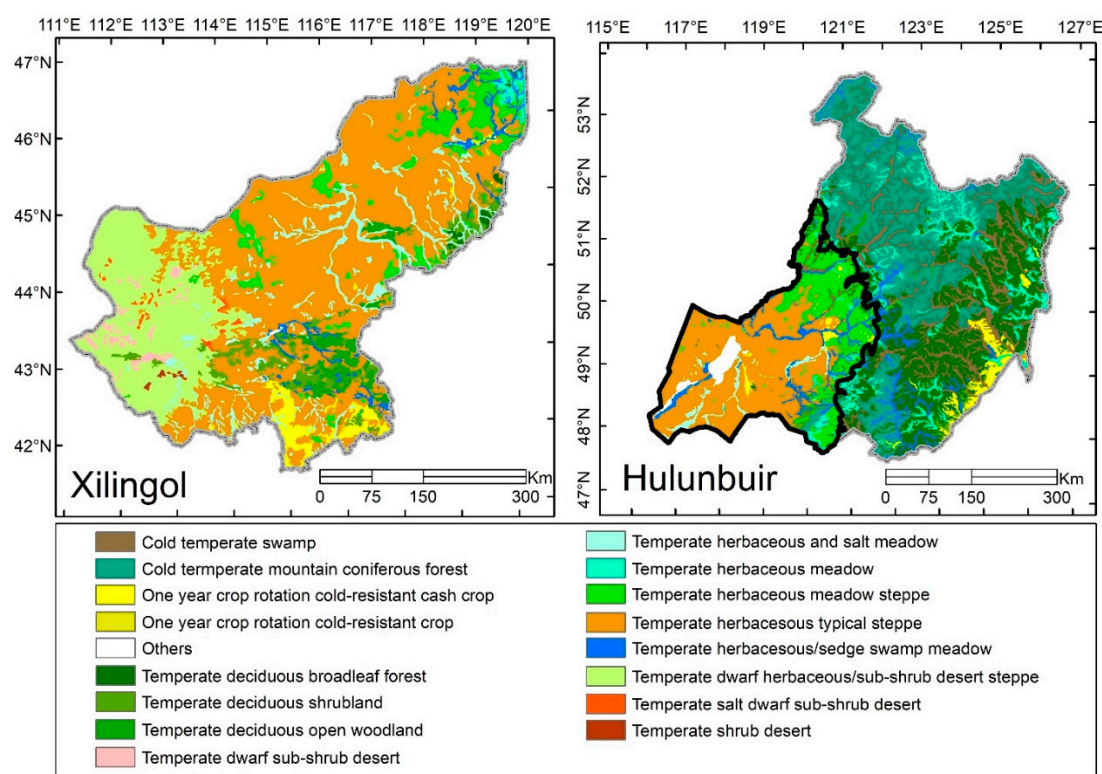 111°E 112°E 113°E 114°E 115°E 116°E 117°E 118°E 119°E 120°E
47°N
46°N
45°N
44°N
43°N
42°N
Xilingol
Km
0 75 150 300
115°E 117°E 119°E 121°E 123°E 125°E 127°E
53°N
52°N
51°N
50°N
49°N
48°N
47°N
Hulunbuir
Km
0 75 150 300
Cold temperate swamp
Cold termperate mountain coniferous forest
One year crop rotation cold-resistant cash crop
One year crop rotation cold-resistant crop
Others
Temperate deciduous broadleaf forest
Temperate deciduous shrubland
Temperate deciduous open woodland
Temperate dwarf sub-shrub desert
Temperate herbaceous and salt meadow
Temperate herbaceous meadow
Temperate herbaceous meadow steppe
Temperate herbacesous typical steppe
Temperate herbacesous/sedge swamp meadow
Temperate dwarf herbaceous/sub-shrub desert steppe
Temperate salt dwarf sub-shrub desert
Temperate shrub desert